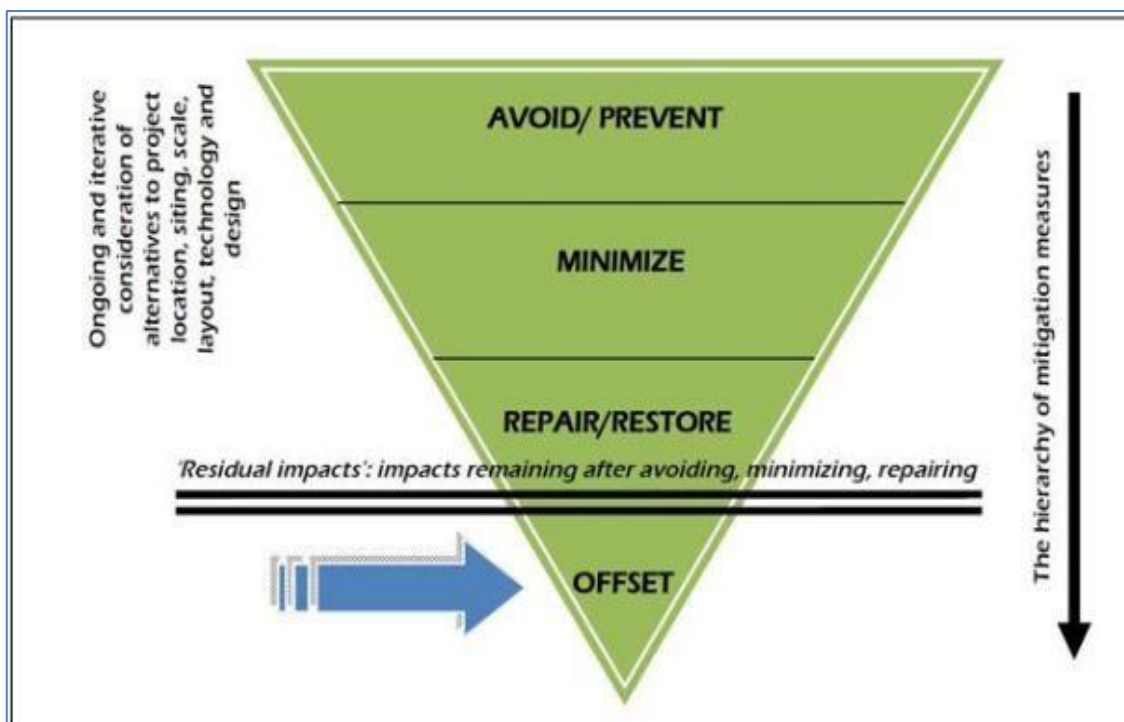 Ongoing and iterative
consideration of
alternatives to project
location, siting, scale,
layout, technology and
design
AVOID/ PREVENT
MINIMIZE
REPAIR/RESTORE
'Residual impacts': impacts remaining after avoiding, minimizing, repairing
OFFSET
The hierarchy of mitigation measures